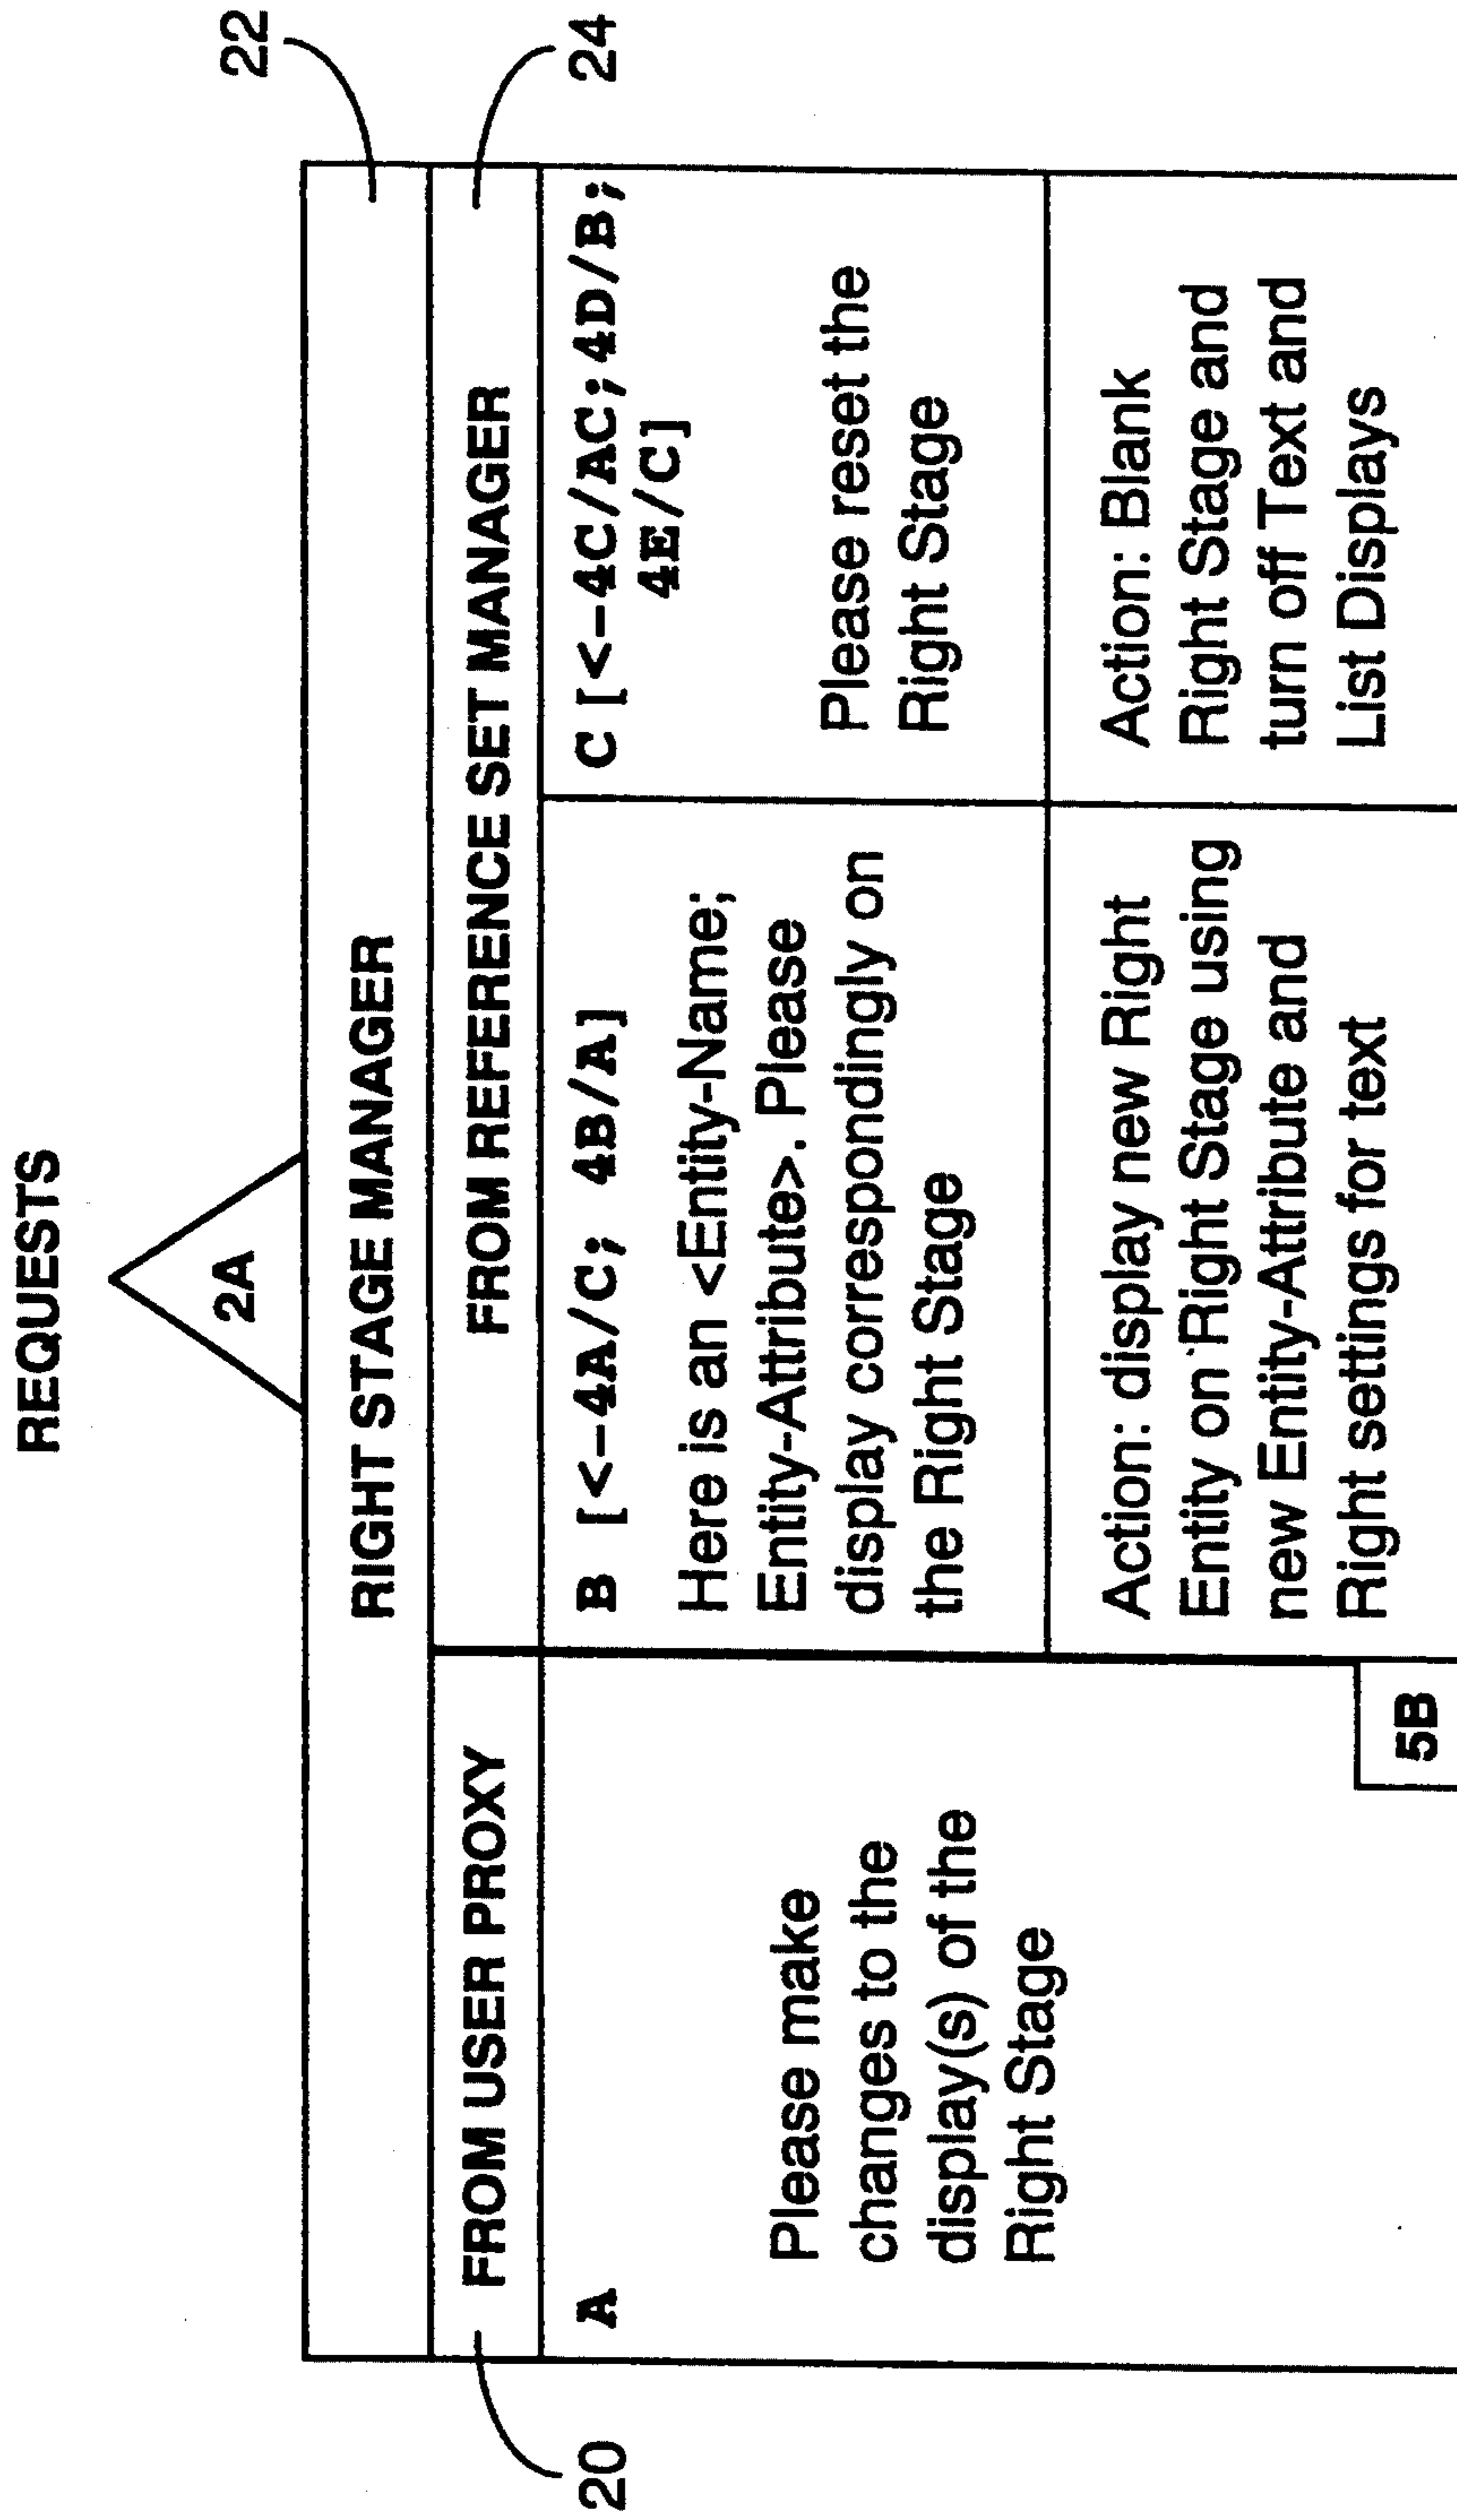 REQUESTS
2A
22
RIGHT STAGE MANAGER
20
FROM USER PROXY
FROM REFERENCE SET MANAGER
24
A
Please make
changes to the
display(s) of the
Right Stage
5B
B [<-4A/C; 4B/A]
Here is an <Entity-Name;
Entity-Attribute>. Please
display correspondingly on
the Right Stage
C [<-4C/AC;4D/B;
4E/C]
Please reset the
Right Stage
Action: display new Right
Entity on Right Stage using
new Entity-Attribute and
Right settings for text
Action: Blank
Right Stage and
turn off Text and
List Displays